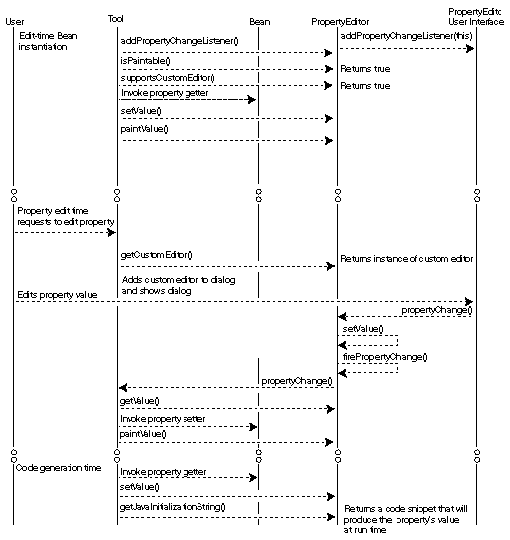 User
Tool
Bean
PropertyEditor
PropertyEditor
User Interface
Edit-time Bean
instantiation
addPropertyChangeListener()
addPropertyChangeListener(this)
isPaintable()
Returns true
supportsCustomEditor()
Returns true
Invoke property getter
setValue()
paintValue()
Property edit time
requests to edit property
getCustomEditor()
Returns instance of custom editor
Adds custom editor to dialog
and shows dialog
Edits property value
propertyChange()
setValue()
firePropertyChange()
propertyChange()
getValue()
Invoke property setter
paintValue()
Code generation time
Invoke property getter
setValue()
getJavaInitializationString()
Returns a code snippet that will
produce the property's value
at run time